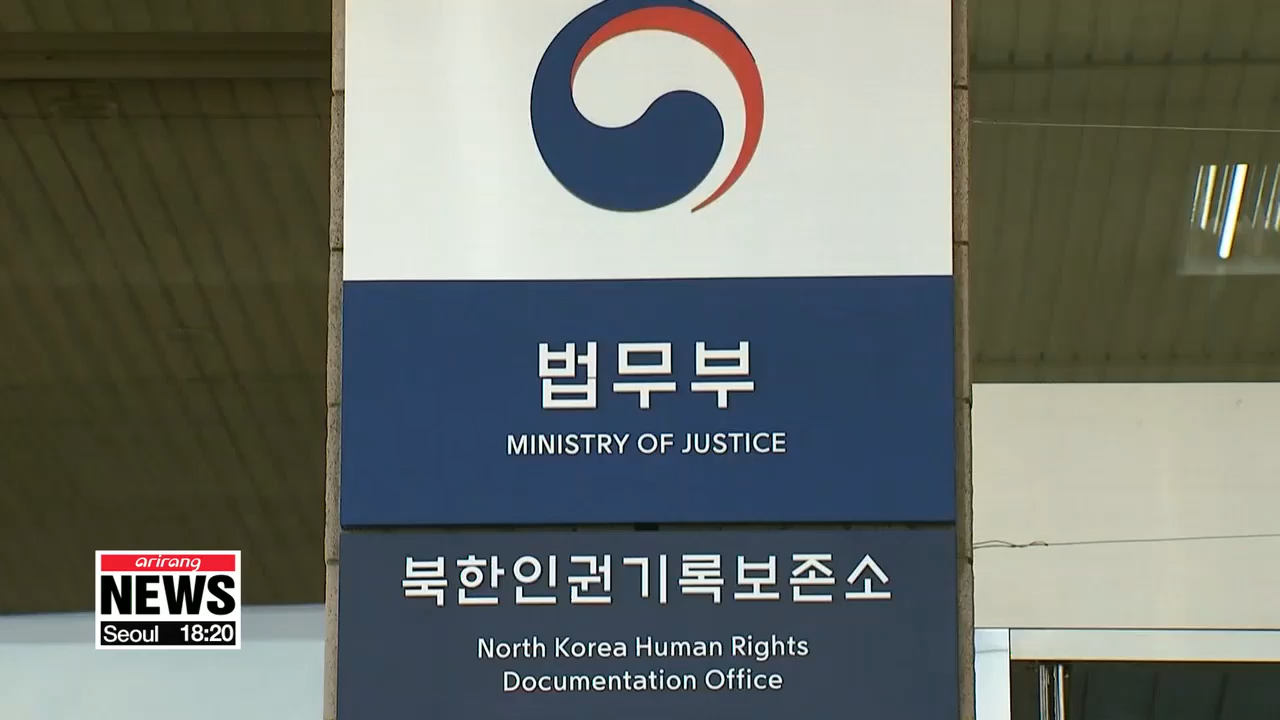 법무부
MINISTRY OF JUSTICE
북한인권기록보존소
North Korea Human Rights
Documentation Office
arirang
NEWS
Seoul 18:20